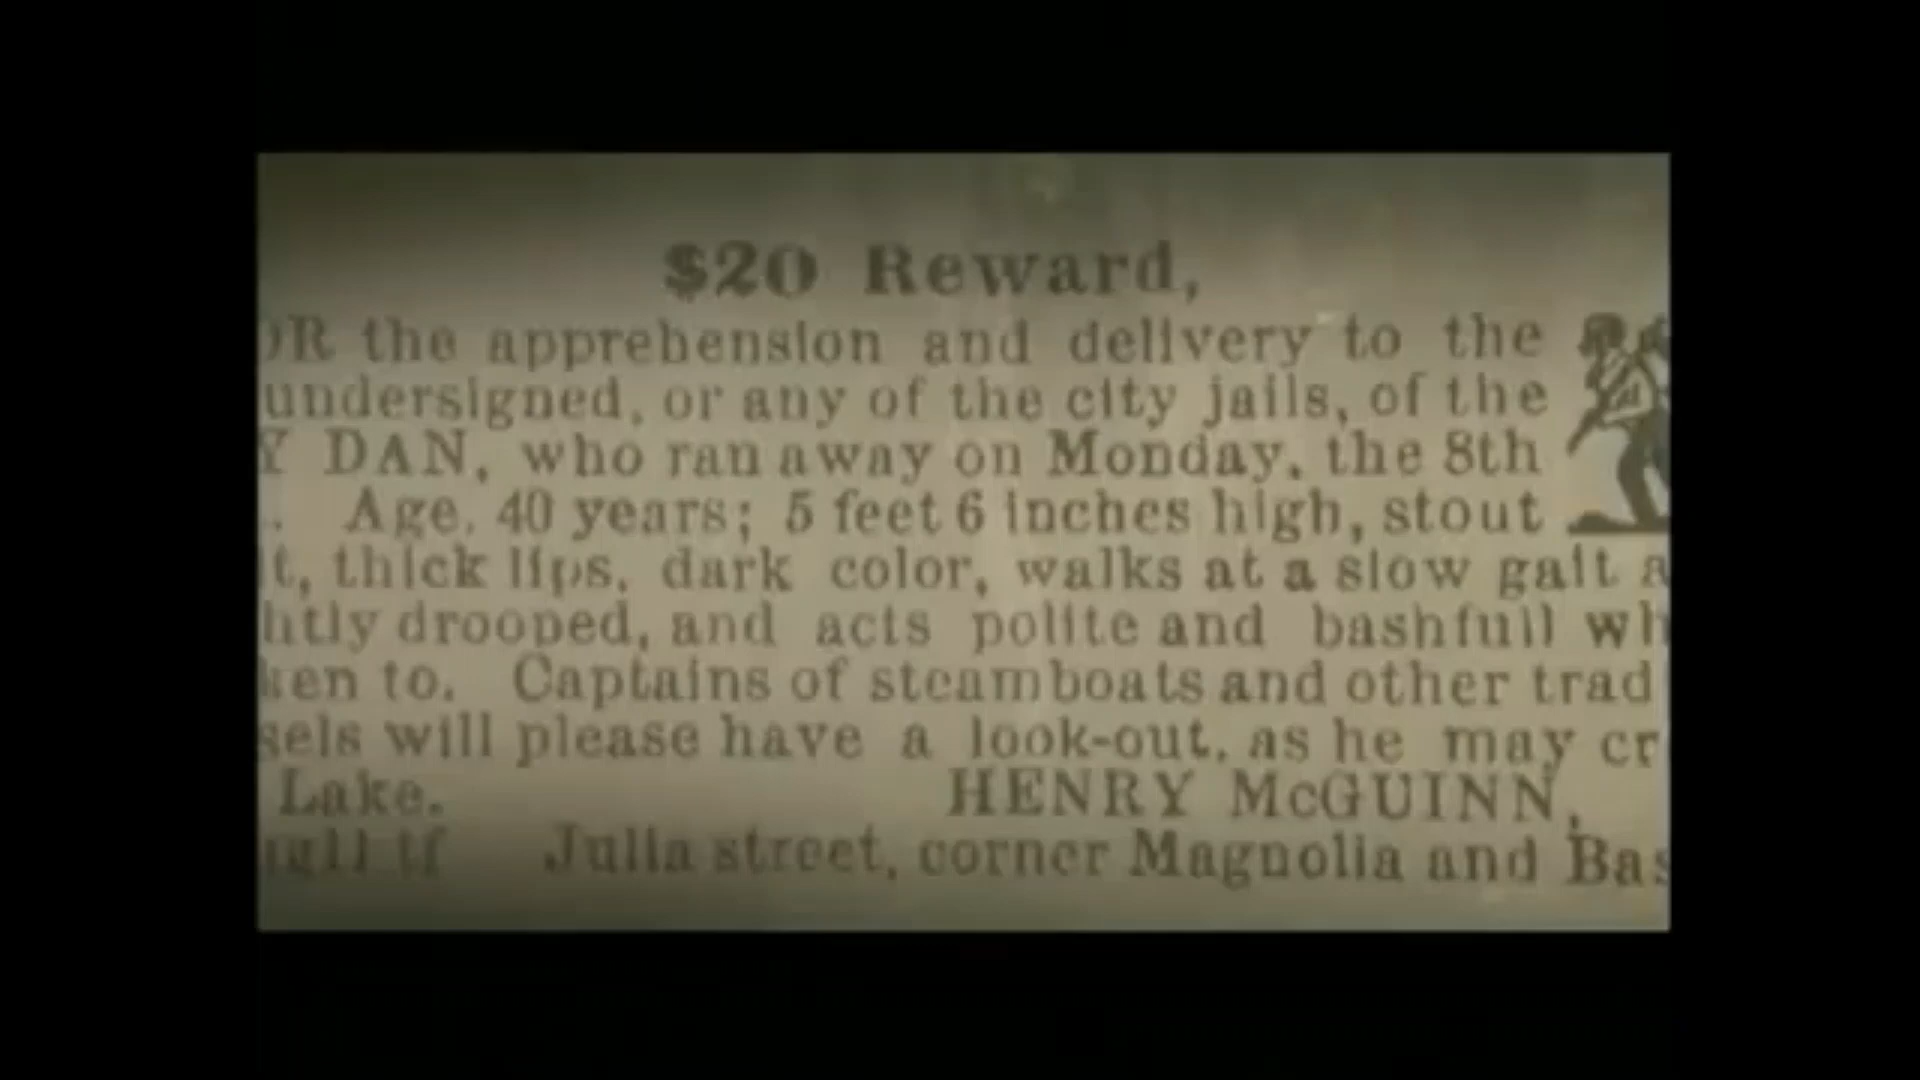 $20 Reward,
OR the apprehension and delivery to the
undersigned, or any of the city jails, of the
Y DAN, who ran away on Monday, the 8th
. Age, 40 years; 5 feet 6 inches high, stout
t, thick lips, dark color, walks at a slow gait a
htly drooped, and acts polite and bashfull wh
ken to. Captains of steamboats and other trad
sels will please have a look-out, as he may cr
Lake. HENRY McGUINN,
tf Julia street, corner Magnolia and Bas